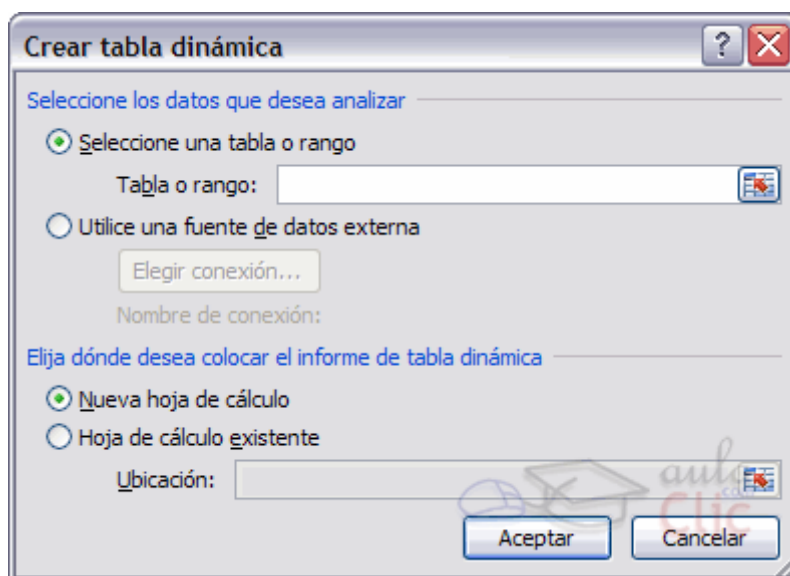 Crear tabla dinámica
?
Seleccione los datos que desea analizar
Seleccione una tabla o rango
Tabla o rango:
Utilice una fuente de datos externa
Elegir conexión...
Nombre de conexión:
Elija dónde desea colocar el informe de tabla dinámica
Nueva hoja de cálculo
Hoja de cálculo existente
Ubicación:
aula
.com
Clic
Aceptar Cancelar